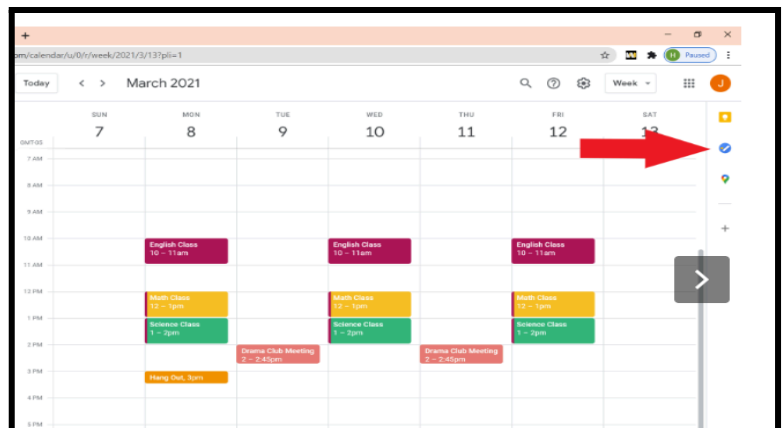 +
om/calendar/u/0/r/week/2021/3/13?pli=1
H Paused
Today < > March 2021 Week J
SUN MON TUE WED THU FRI SAT
7 8 9 10 11 12 13
GMT-05
7 AM
8 AM
9 AM
10 AM
English Class English Class English Class
10 – 11am 10 – 11am 10 – 11am
11 AM
12 PM
Math Class Math Class Math Class
12 – 1pm 12 – 1pm 12 – 1pm
1 PM
Science Class Science Class Science Class
1 – 2pm 1 – 2pm 1 – 2pm
2 PM
Drama Club Meeting Drama Club Meeting
2 – 2:45pm 2 – 2:45pm
3 PM
Hang Out, 3pm
4 PM
5 PM